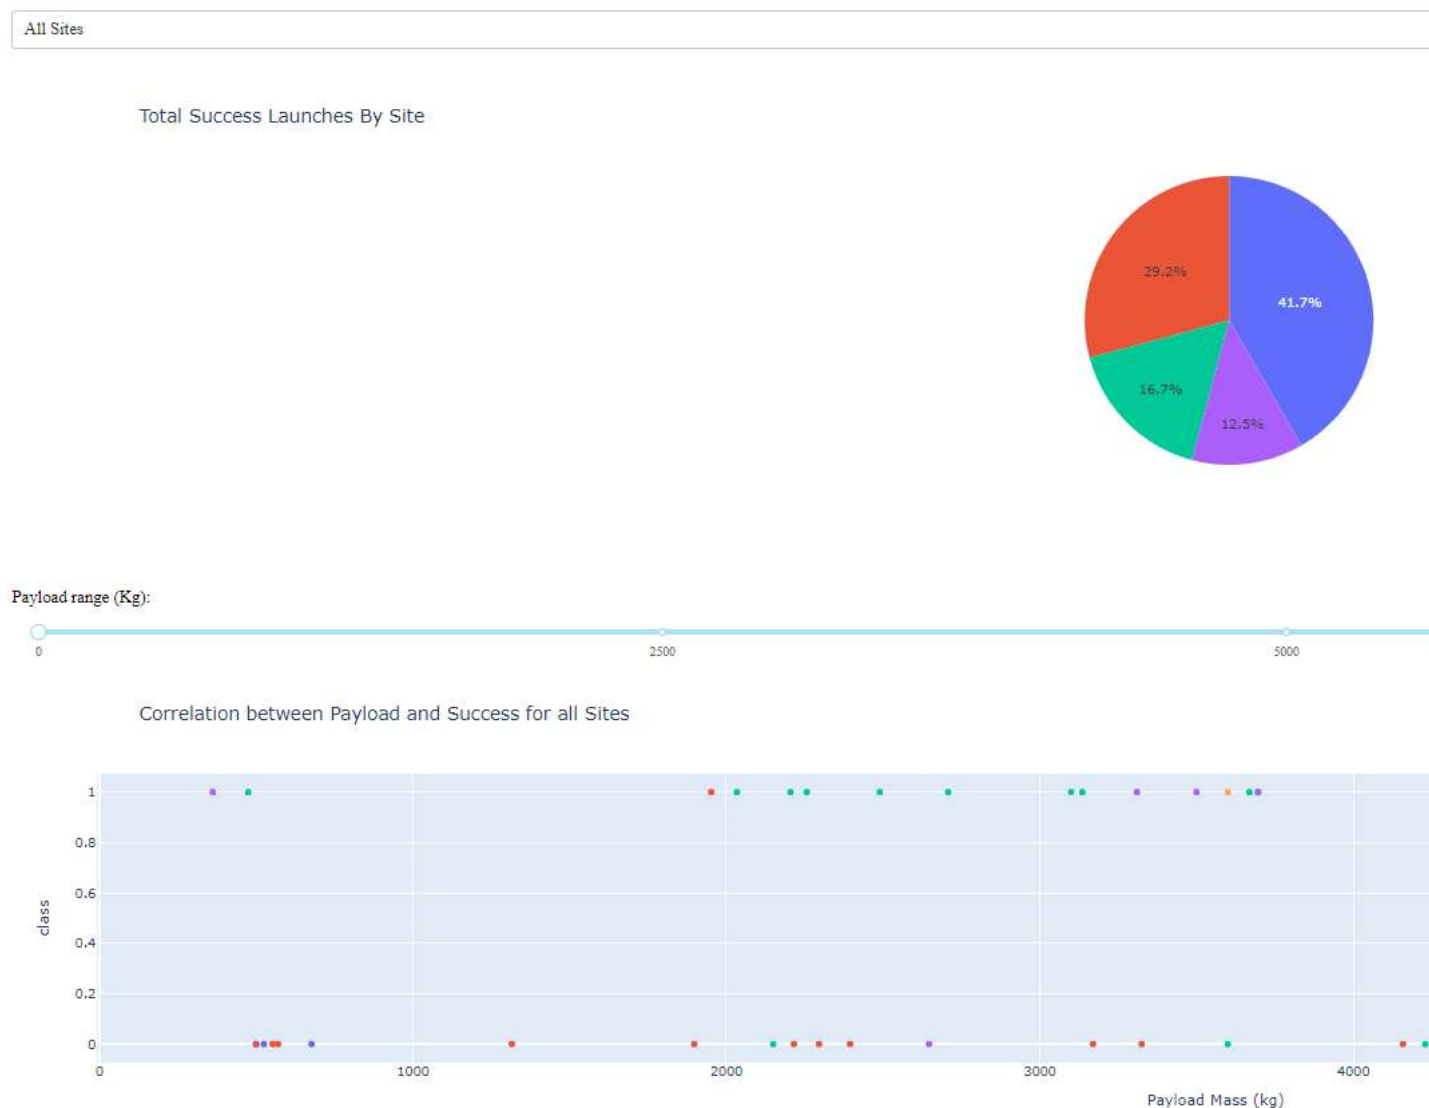 All Sites
Total Success Launches By Site
29.2%
41.7%
16.7%
12.5%
Payload range (Kg):
0 2500 5000
Correlation between Payload and Success for all Sites
1
0.8
0.6
class
0.4
0.2
0
0 1000 2000 3000 4000
Payload Mass (kg)